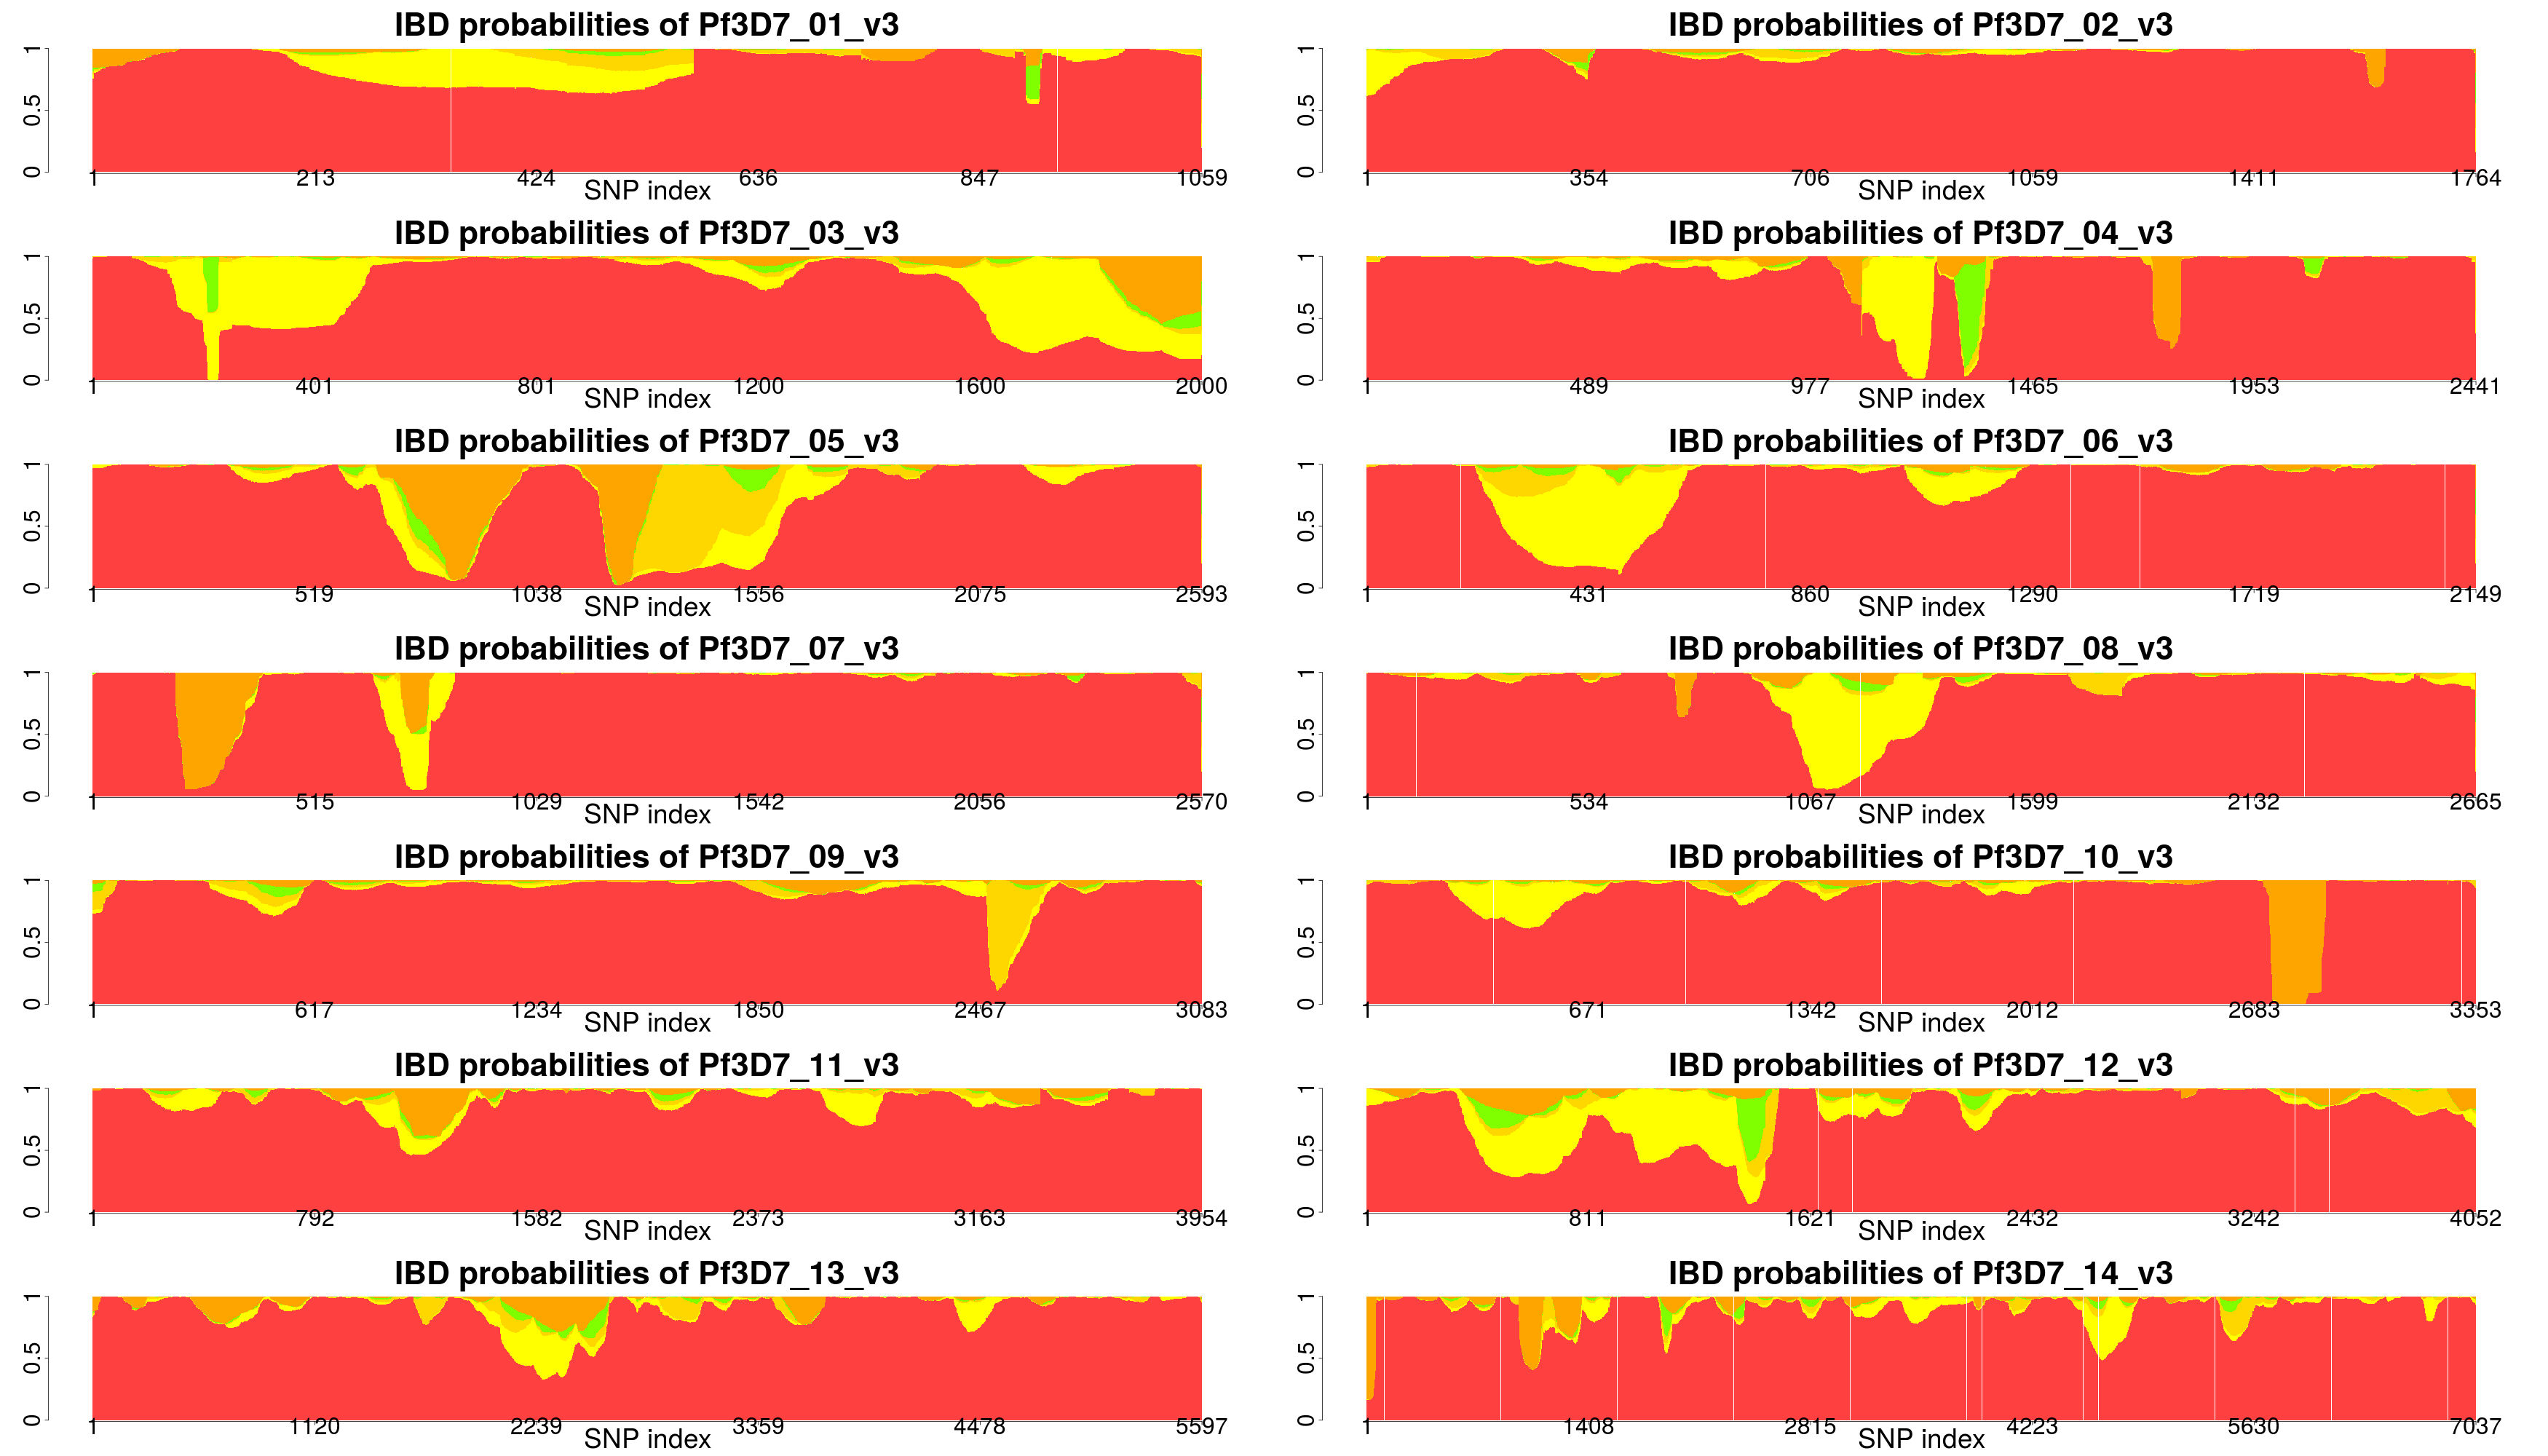 IBD probabilities of Pf3D7_01_v3
0 0.5 1
1 213 424 636 847 1059
SNP index
IBD probabilities of Pf3D7_02_v3
0 0.5 1
1 354 706 1059 1411 1764
SNP index
IBD probabilities of Pf3D7_03_v3
0 0.5 1
1 401 801 1200 1600 2000
SNP index
IBD probabilities of Pf3D7_04_v3
0 0.5 1
1 489 977 1465 1953 2441
SNP index
IBD probabilities of Pf3D7_05_v3
0 0.5 1
1 519 1038 1556 2075 2593
SNP index
IBD probabilities of Pf3D7_06_v3
0 0.5 1
1 431 860 1290 1719 2149
SNP index
IBD probabilities of Pf3D7_07_v3
0 0.5 1
1 515 1029 1542 2056 2570
SNP index
IBD probabilities of Pf3D7_08_v3
0 0.5 1
1 534 1067 1599 2132 2665
SNP index
IBD probabilities of Pf3D7_09_v3
0 0.5 1
1 617 1234 1850 2467 3083
SNP index
IBD probabilities of Pf3D7_10_v3
0 0.5 1
1 671 1342 2012 2683 3353
SNP index
IBD probabilities of Pf3D7_11_v3
0 0.5 1
1 792 1582 2373 3163 3954
SNP index
IBD probabilities of Pf3D7_12_v3
0 0.5 1
1 811 1621 2432 3242 4052
SNP index
IBD probabilities of Pf3D7_13_v3
0 0.5 1
1 1120 2239 3359 4478 5597
SNP index
IBD probabilities of Pf3D7_14_v3
0 0.5 1
1 1408 2815 4223 5630 7037
SNP index